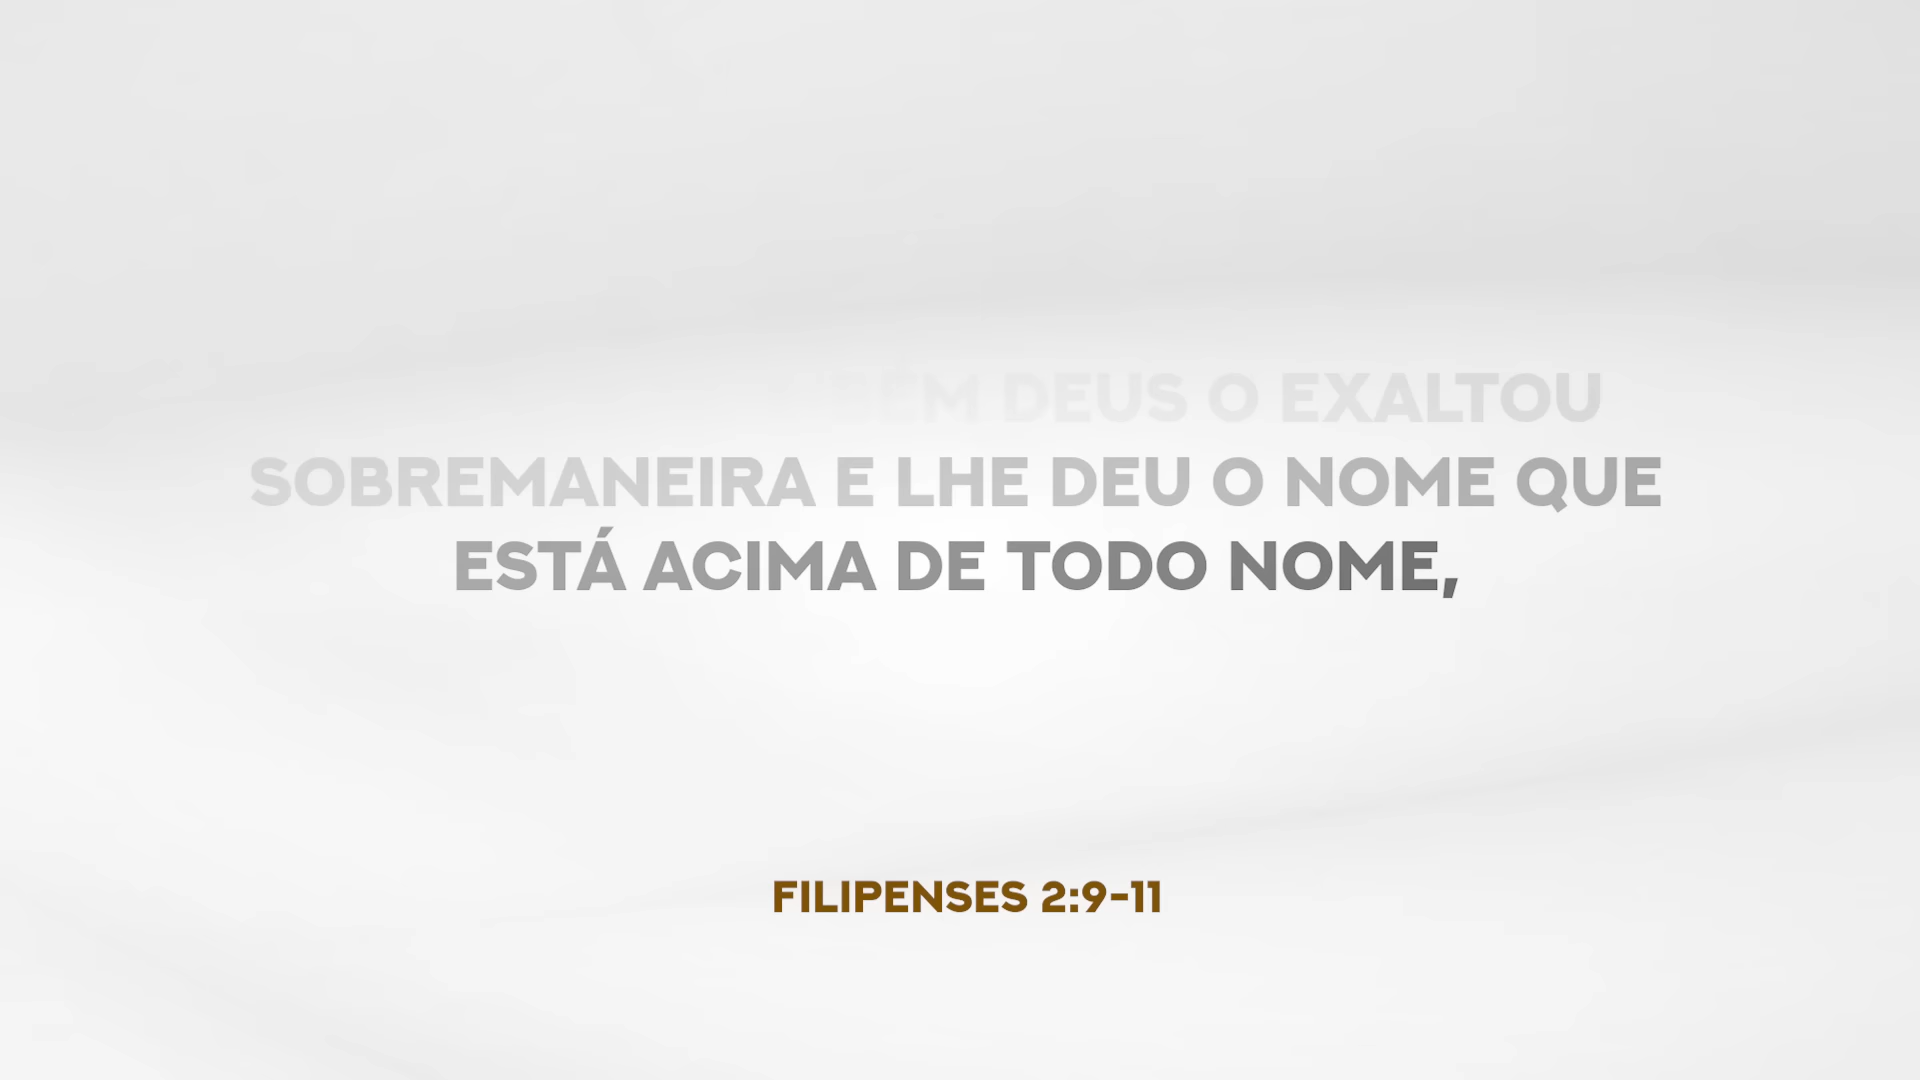 DEUS O EXALTOU
SOBREMANEIRA E LHE DEU O NOME QUE
ESTÁ ACIMA DE TODO NOME,
FILIPENSES 2:9-11